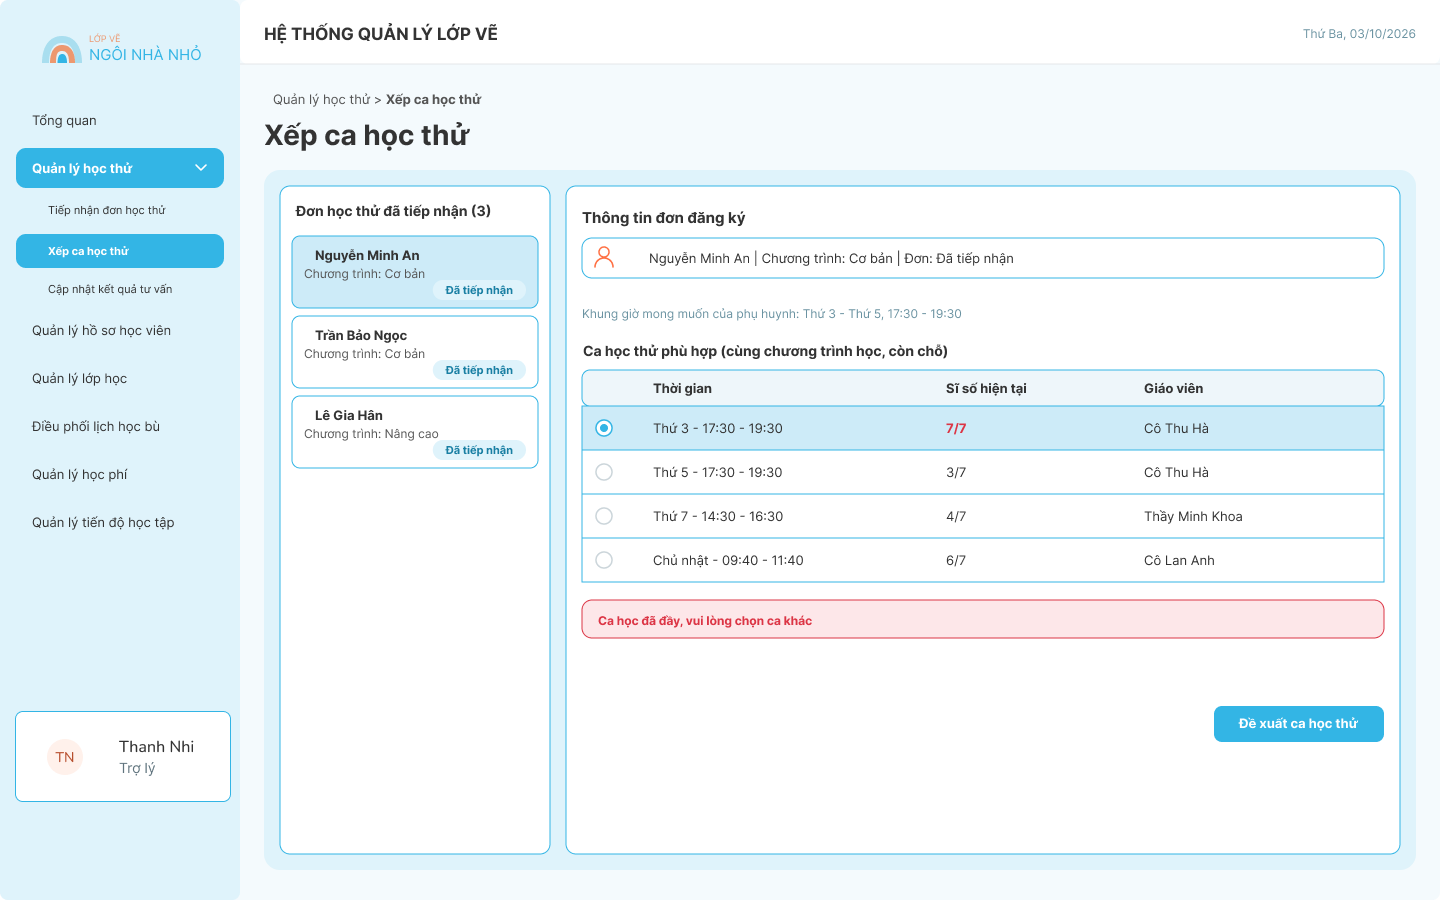 LỚP VẼ
NGÔI NHÀ NHỎ
Tổng quan
Quản lý học thử
Tiếp nhận đơn học thử
Xếp ca học thử
Cập nhật kết quả tư vấn
Quản lý hồ sơ học viên
Quản lý lớp học
Điều phối lịch học bù
Quản lý học phí
Quản lý tiến độ học tập
TN
Thanh Nhi
Trợ lý
HỆ THỐNG QUẢN LÝ LỚP VẼ
Thứ Ba, 03/10/2026
Quản lý học thử > Xếp ca học thử
Xếp ca học thử
Đơn học thử đã tiếp nhận (3)
Nguyễn Minh An
Chương trình: Cơ bản
Đã tiếp nhận
Trần Bảo Ngọc
Chương trình: Cơ bản
Đã tiếp nhận
Lê Gia Hân
Chương trình: Nâng cao
Đã tiếp nhận
Thông tin đơn đăng ký
Nguyễn Minh An | Chương trình: Cơ bản | Đơn: Đã tiếp nhận
Khung giờ mong muốn của phụ huynh: Thứ 3 - Thứ 5, 17:30 - 19:30
Ca học thử phù hợp (cùng chương trình học, còn chỗ)
Thời gian Sĩ số hiện tại Giáo viên
Thứ 3 - 17:30 - 19:30 7/7 Cô Thu Hà
Thứ 5 - 17:30 - 19:30 3/7 Cô Thu Hà
Thứ 7 - 14:30 - 16:30 4/7 Thầy Minh Khoa
Chủ nhật - 09:40 - 11:40 6/7 Cô Lan Anh
Ca học đã đầy, vui lòng chọn ca khác
Đề xuất ca học thử